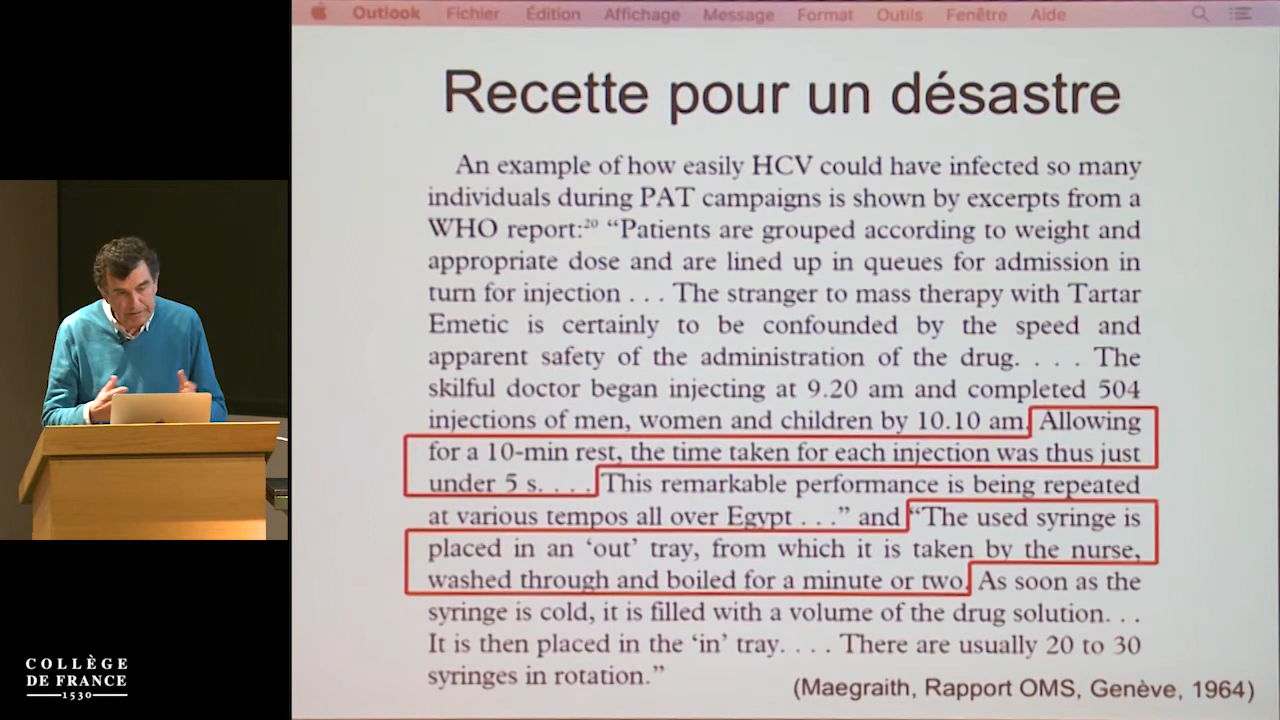 Outlook Fichier Édition Affichage Message Format Outils Fenêtre Aide
Recette pour un désastre
An example of how easily HCV could have infected so many
individuals during PAT campaigns is shown by excerpts from a
WHO report:²⁰ “Patients are grouped according to weight and
appropriate dose and are lined up in queues for admission in
turn for injection . . . The stranger to mass therapy with Tartar
Emetic is certainly to be confounded by the speed and
apparent safety of the administration of the drug. . . . The
skilful doctor began injecting at 9.20 am and completed 504
injections of men, women and children by 10.10 am. Allowing
for a 10-min rest, the time taken for each injection was thus just
under 5 s. . . . This remarkable performance is being repeated
at various tempos all over Egypt . . .” and “The used syringe is
placed in an ‘out’ tray, from which it is taken by the nurse,
washed through and boiled for a minute or two. As soon as the
syringe is cold, it is filled with a volume of the drug solution. . .
It is then placed in the ‘in’ tray. . . . There are usually 20 to 30
syringes in rotation.”
(Maegraith, Rapport OMS, Genève, 1964)
COLLÈGE
DE FRANCE
1530